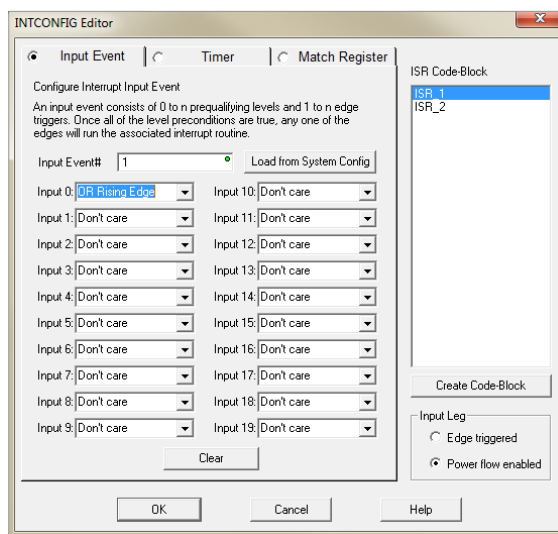 INTCONFIG Editor
Input Event
Timer
Match Register
Configure Interrupt Input Event
An input event consists of 0 to n prequalifying levels and 1 to n edge
triggers. Once all of the level preconditions are true, any one of the
edges will run the associated interrupt routine.
Input Event# 1 Load from System Config
Input 0: OR Rising Edge Input 10: Don't care
Input 1: Don't care Input 11: Don't care
Input 2: Don't care Input 12: Don't care
Input 3: Don't care Input 13: Don't care
Input 4: Don't care Input 14: Don't care
Input 5: Don't care Input 15: Don't care
Input 6: Don't care Input 16: Don't care
Input 7: Don't care Input 17: Don't care
Input 8: Don't care Input 18: Don't care
Input 9: Don't care Input 19: Don't care
Clear
ISR Code-Block
ISR_1
ISR_2
Create Code-Block
Input Leg
Edge triggered
Power flow enabled
OK Cancel Help